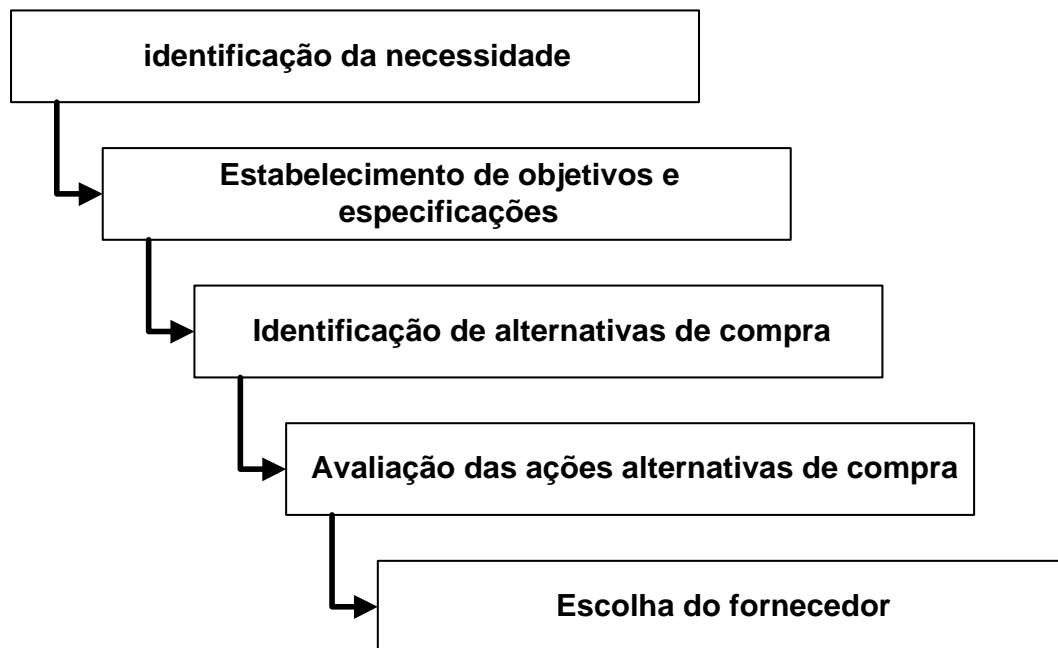 identificação da necessidade
Estabelecimento de objetivos e
especificações
Identificação de alternativas de compra
Avaliação das ações alternativas de compra
Escolha do fornecedor